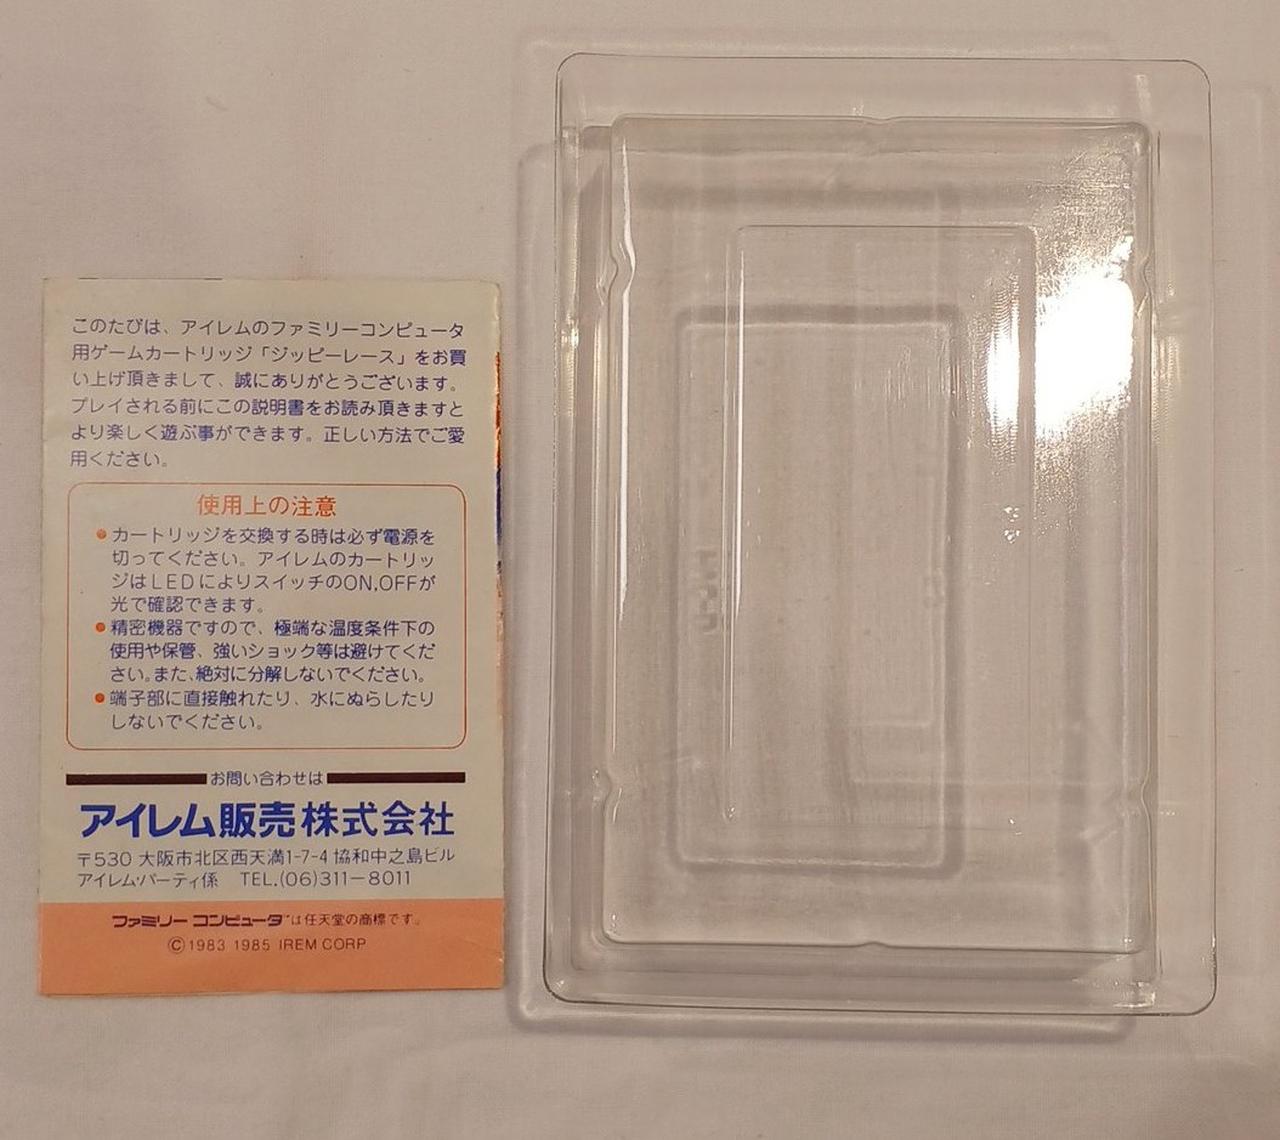 このたびは、アイレムのファミリーコンピュータ
用ゲームカートリッジ「ジッピーレース」をお買
い上げ頂きまして、誠にありがとうございます。
プレイされる前にこの説明書をお読み頂きますと
より楽しく遊ぶ事ができます。正しい方法でご愛
用ください。
使用上の注意
●カートリッジを交換する時は必ず電源を
切ってください。アイレムのカートリッ
ジはLEDによりスイッチのON,OFFが
光で確認できます。
●精密機器ですので、極端な温度条件下の
使用や保管、強いショック等は避けてくだ
さい。また、絶対に分解しないでください。
●端子部に直接触れたり、水にぬらしたり
しないでください。
お問い合わせは
アイレム販売株式会社
〒530 大阪市北区西天満1-7-4 協和中之島ビル
アイレム・パーティ係 TEL.(06)311-8011
ファミリー コンピュータ™は任天堂の商標です。
©1983 1985 IREM CORP